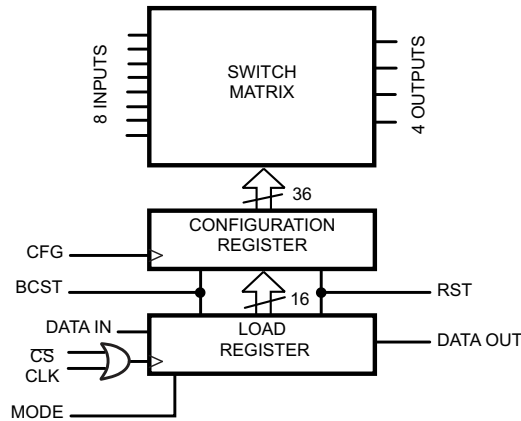 8 INPUTS
SWITCH
MATRIX
4 OUTPUTS
36
CONFIGURATION
REGISTER
CFG
BCST
16
RST
DATA IN
LOAD
REGISTER
DATA OUT
CS
CLK
MODE